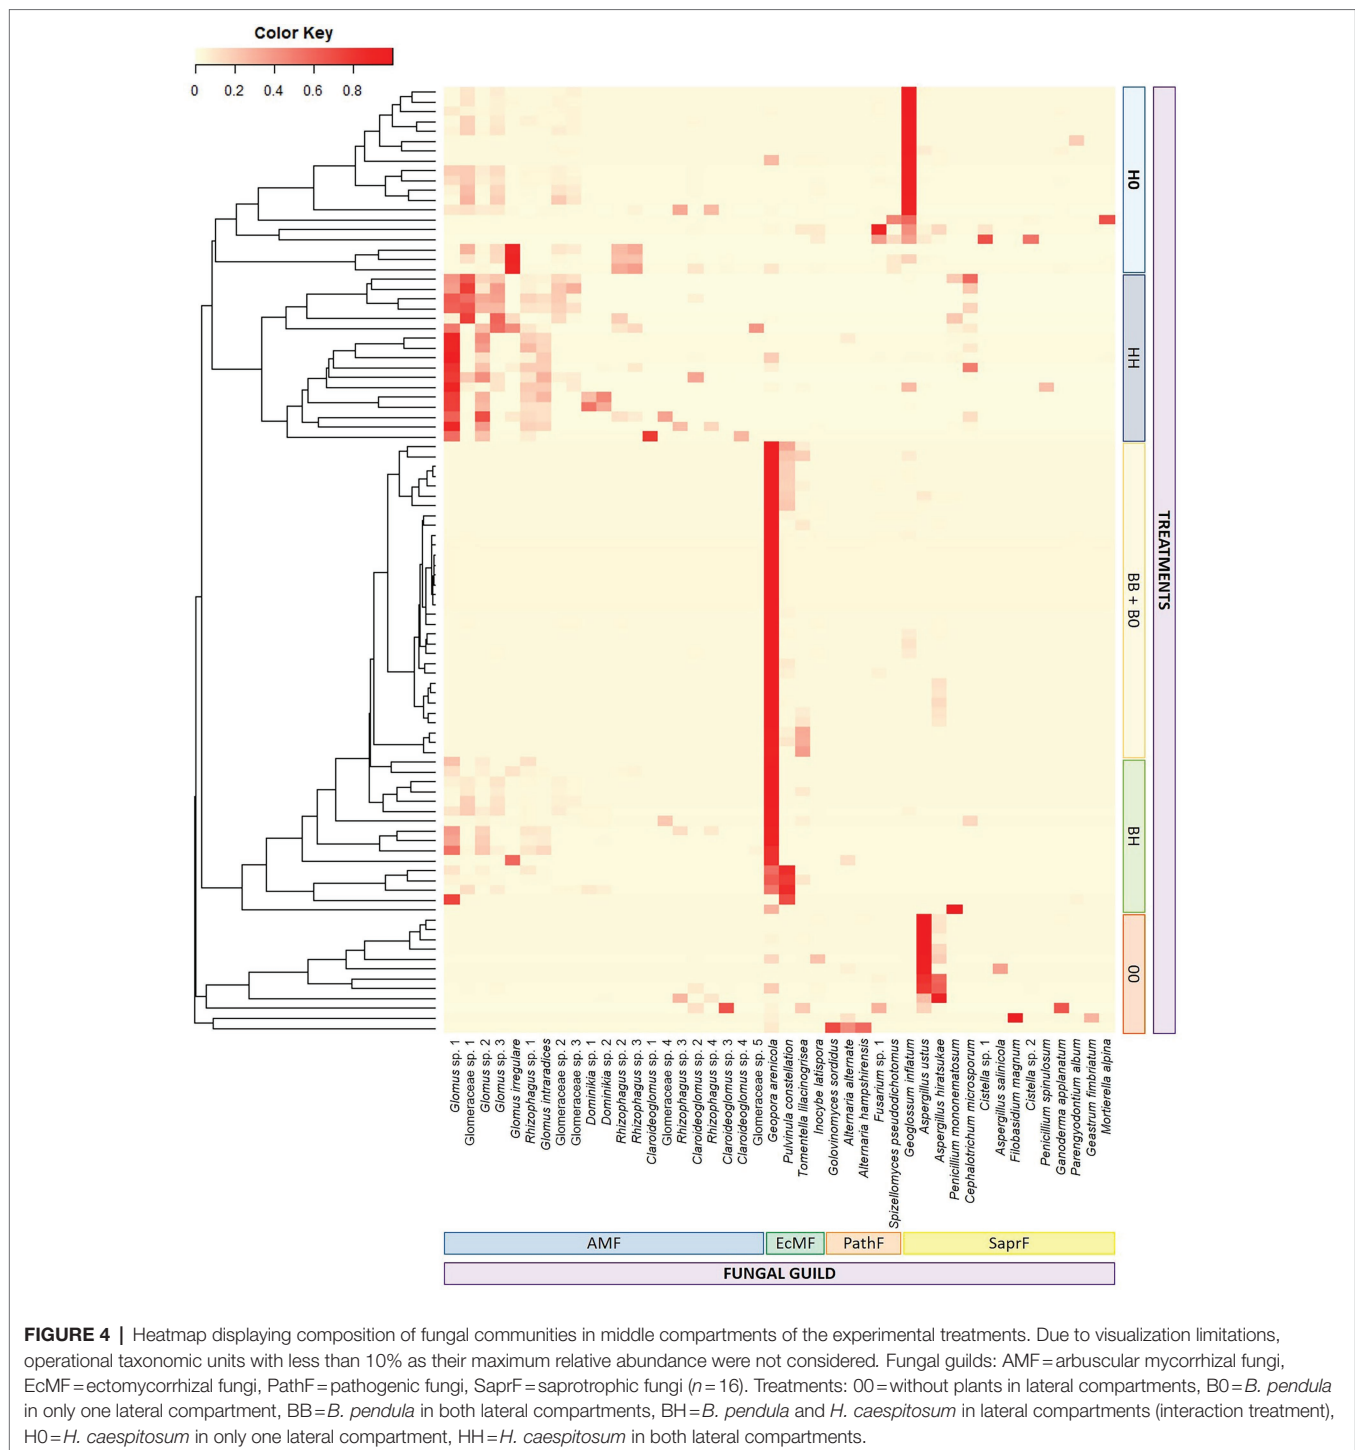 Color Key
0 0.2 0.4 0.6 0.8
H0
HH
BB + B0
BH
00
TREATMENTS
Glomus sp. 1
Glomeraceae sp. 1
Glomus sp. 2
Glomus sp. 3
Glomus irregulare
Rhizophagus sp. 1
Glomus intraradices
Glomeraceae sp. 2
Glomeraceae sp. 3
Dominikia sp. 1
Dominikia sp. 2
Rhizophagus sp. 2
Rhizophagus sp. 3
Claroideoglomus sp. 1
Glomeraceae sp. 4
Rhizophagus sp. 3
Claroideoglomus sp. 2
Rhizophagus sp. 4
Claroideoglomus sp. 3
Claroideoglomus sp. 4
Glomeraceae sp. 5
Geopora arenicola
Pulvinula constellation
Tomentella lilacinogrisea
Inocybe latispora
Golovinomyces sordidus
Alternaria alternate
Alternaria hampshirensis
Fusarium sp. 1
Spizellomyces pseudodichotomus
Geoglossum inflatum
Aspergillus ustus
Aspergillus hiratsukae
Penicillium mononematosum
Cephalotrichum microsporum
Cistella sp. 1
Aspergillus salinicola
Filobasidium magnum
Cistella sp. 2
Penicillium spinulosum
Ganoderma applanatum
Parengyodontium album
Geastrum fimbriatum
Mortierella alpina
AMF EcMF PathF SaprF
FUNGAL GUILD
FIGURE 4 | Heatmap displaying composition of fungal communities in middle compartments of the experimental treatments. Due to visualization limitations,
operational taxonomic units with less than 10% as their maximum relative abundance were not considered. Fungal guilds: AMF = arbuscular mycorrhizal fungi,
EcMF = ectomycorrhizal fungi, PathF = pathogenic fungi, SaprF = saprotrophic fungi (n = 16). Treatments: 00 = without plants in lateral compartments, B0 = B. pendula
in only one lateral compartment, BB = B. pendula in both lateral compartments, BH = B. pendula and H. caespitosum in lateral compartments (interaction treatment),
H0 = H. caespitosum in only one lateral compartment, HH = H. caespitosum in both lateral compartments.